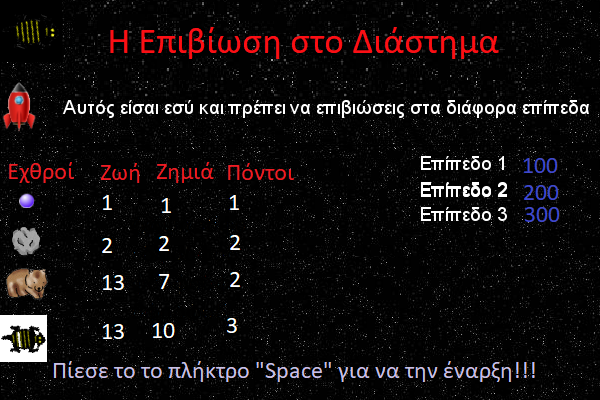 Η Επιβίωση στο Διάστημα
Αυτός είσαι εσύ και πρέπει να επιβιώσεις στα διάφορα επίπεδα
Εχθροί Ζωή Ζημιά Πόντοι
1 1 1
2 2 2
13 7 2
13 10 3
Επίπεδο 1 100
Επίπεδο 2 200
Επίπεδο 3 300
Πίεσε το το πλήκτρο "Space" για να την έναρξη!!!